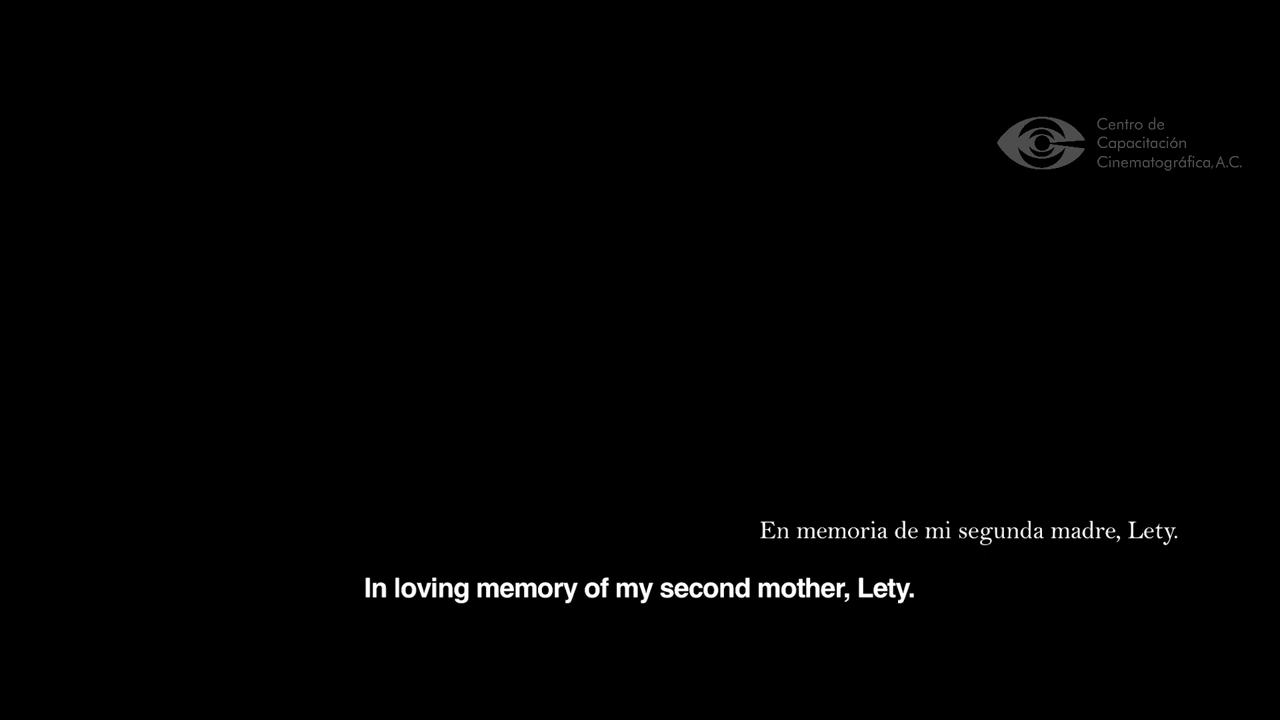 Centro de
Capacitación
Cinematográfica, A.C.
En memoria de mi segunda madre, Lety.
In loving memory of my second mother, Lety.